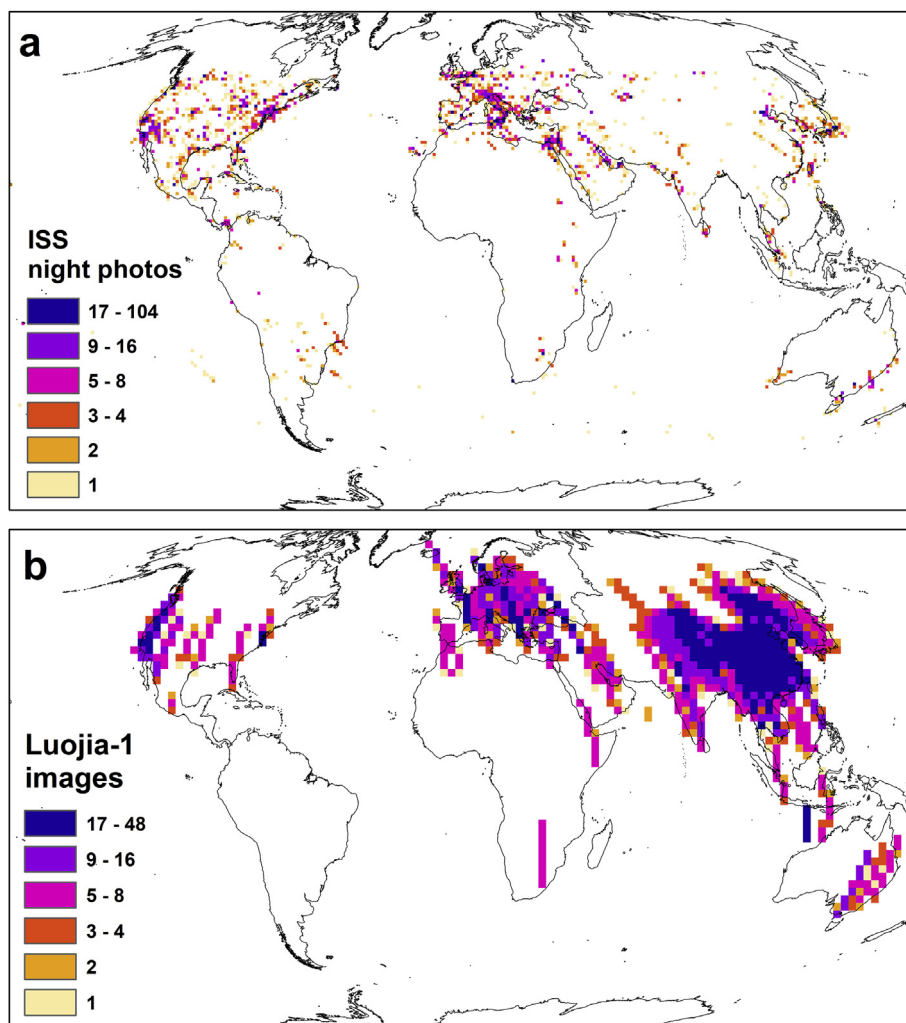 a
ISS
night photos
17 - 104
9 - 16
5 - 8
3 - 4
2
1
b
Luojia-1
images
17 - 48
9 - 16
5 - 8
3 - 4
2
1